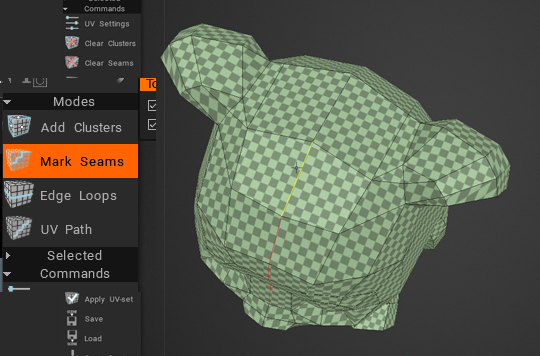 Commands
UV Settings
Clear Clusters
Clear Seams
To
Modes
Add Clusters
Mark Seams
Edge Loops
UV Path
Selected
Commands
Apply UV-set
Save
Load